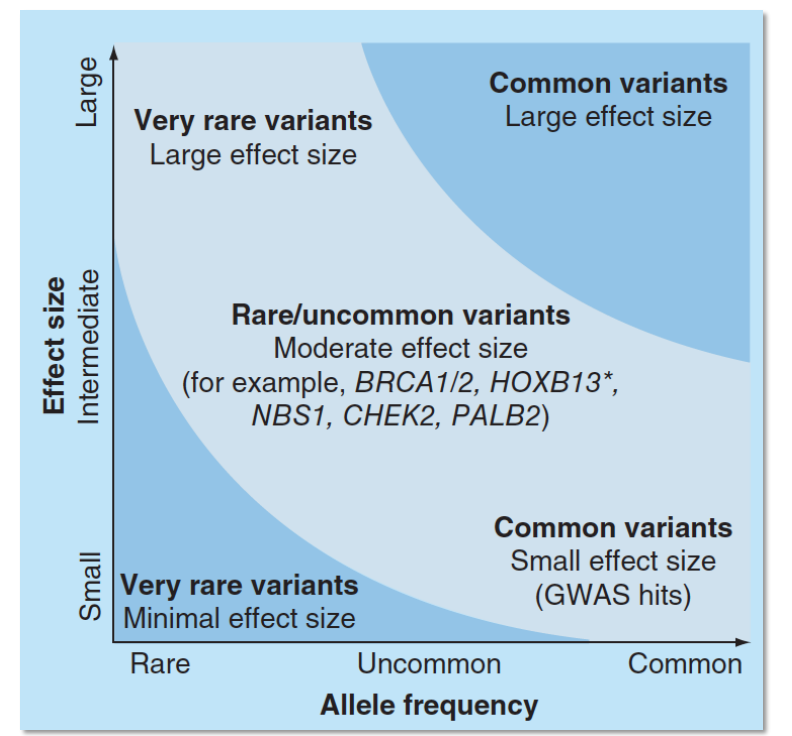 Large
Intermediate
Small
Effect size
Very rare variants
Large effect size
Common variants
Large effect size
Rare/uncommon variants
Moderate effect size
(for example, BRCA1/2, HOXB13*,
NBS1, CHEK2, PALB2)
Common variants
Small effect size
(GWAS hits)
Very rare variants
Minimal effect size
Rare
Uncommon
Common
Allele frequency